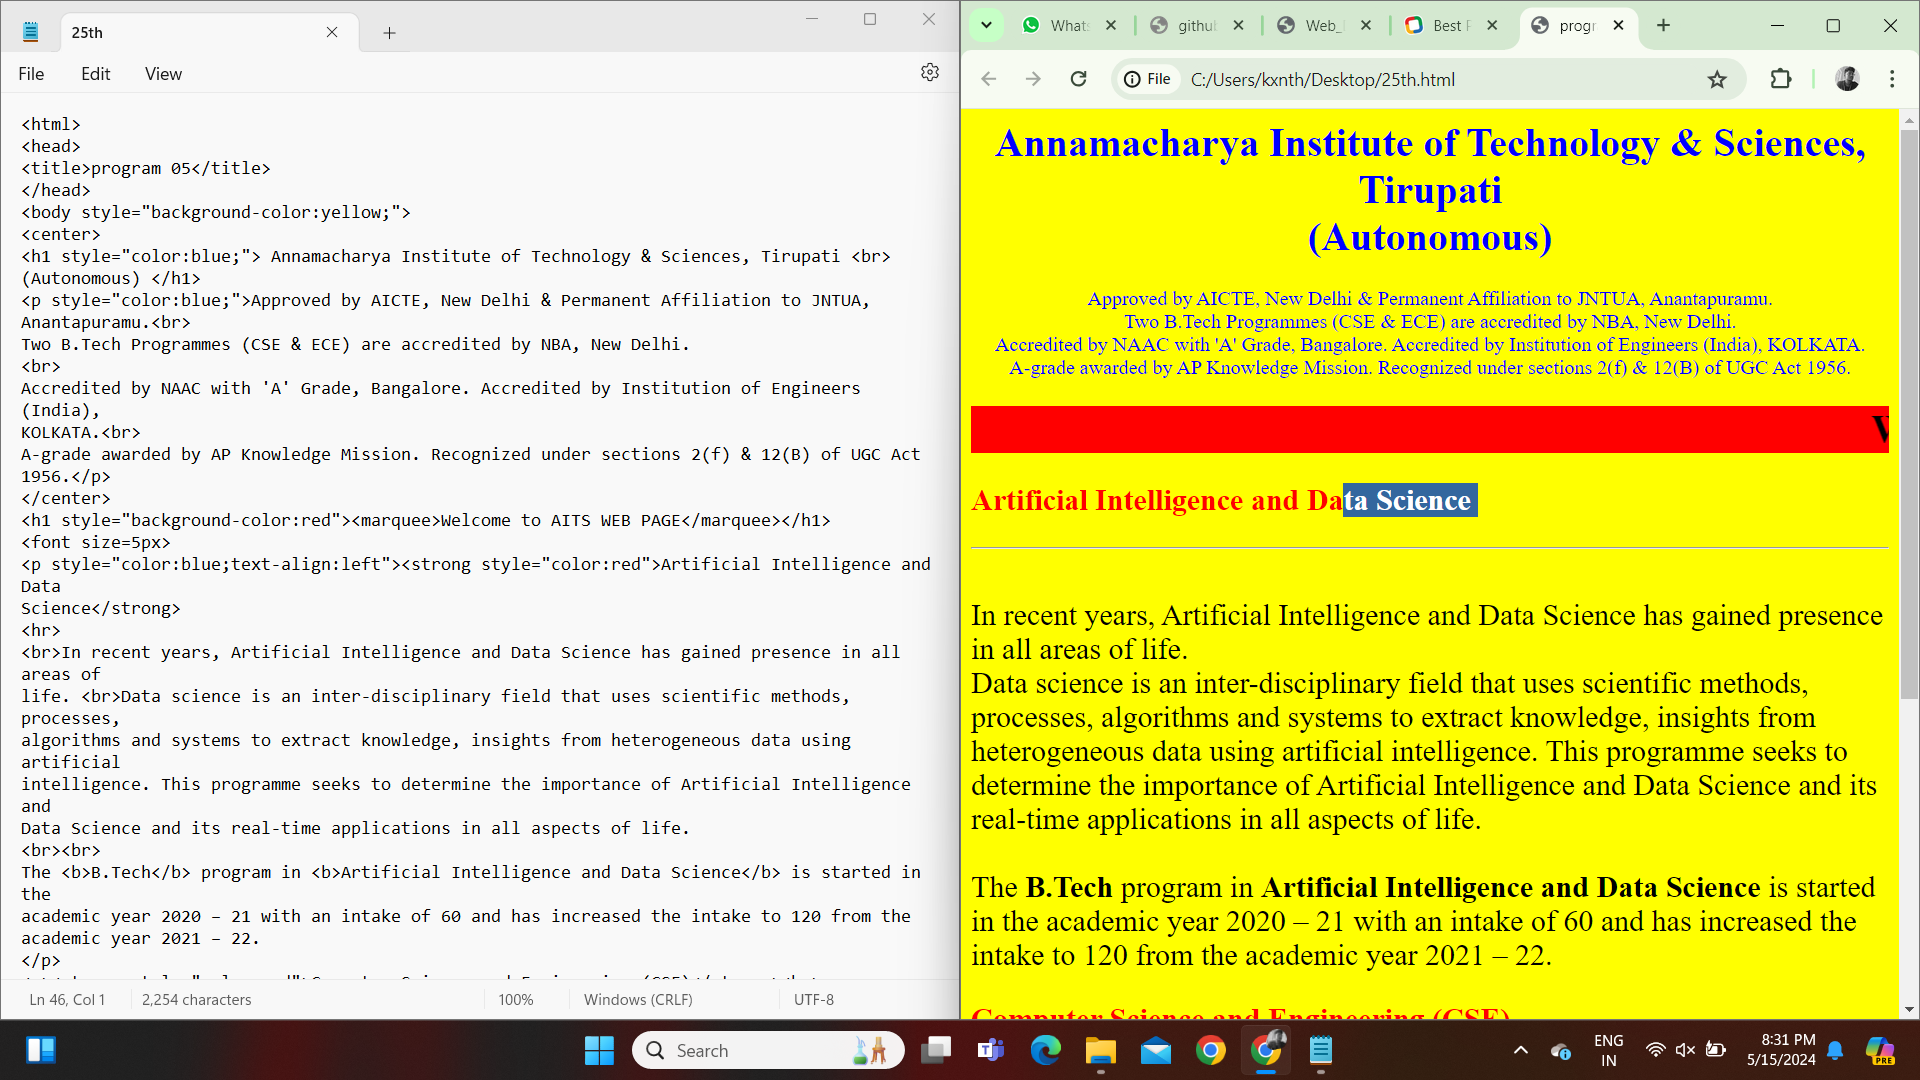 25th
File Edit View
<html>
<head>
<title>program 05</title>
</head>
<body style="background-color:yellow;">
<center>
<h1 style="color:blue;"> Annamacharya Institute of Technology & Sciences, Tirupati <br>
(Autonomous) </h1>
<p style="color:blue;">Approved by AICTE, New Delhi & Permanent Affiliation to JNTUA,
Anantapuramu.<br>
Two B.Tech Programmes (CSE & ECE) are accredited by NBA, New Delhi.
<br>
Accredited by NAAC with 'A' Grade, Bangalore. Accredited by Institution of Engineers
(India),
KOLKATA.<br>
A-grade awarded by AP Knowledge Mission. Recognized under sections 2(f) & 12(B) of UGC Act
1956.</p>
</center>
<h1 style="background-color:red"><marquee>Welcome to AITS WEB PAGE</marquee></h1>
<font size=5px>
<p style="color:blue;text-align:left"><strong style="color:red">Artificial Intelligence and
Data
Science</strong>
<hr>
<br>In recent years, Artificial Intelligence and Data Science has gained presence in all
areas of
life. <br>Data science is an inter-disciplinary field that uses scientific methods,
processes,
algorithms and systems to extract knowledge, insights from heterogeneous data using
artificial
intelligence. This programme seeks to determine the importance of Artificial Intelligence
and
Data Science and its real-time applications in all aspects of life.
<br><br>
The <b>B.Tech</b> program in <b>Artificial Intelligence and Data Science</b> is started in
the
academic year 2020 – 21 with an intake of 60 and has increased the intake to 120 from the
academic year 2021 – 22.
</p>
Ln 46, Col 1 2,254 characters 100% Windows (CRLF) UTF-8
Whats github Web_ Best progr
File C:/Users/kxnth/Desktop/25th.html
Annamacharya Institute of Technology & Sciences,
Tirupati
(Autonomous)
Approved by AICTE, New Delhi & Permanent Affiliation to JNTUA, Anantapuramu.
Two B.Tech Programmes (CSE & ECE) are accredited by NBA, New Delhi.
Accredited by NAAC with 'A' Grade, Bangalore. Accredited by Institution of Engineers (India), KOLKATA.
A-grade awarded by AP Knowledge Mission. Recognized under sections 2(f) & 12(B) of UGC Act 1956.
Artificial Intelligence and Data Science
In recent years, Artificial Intelligence and Data Science has gained presence
in all areas of life.
Data science is an inter-disciplinary field that uses scientific methods,
processes, algorithms and systems to extract knowledge, insights from
heterogeneous data using artificial intelligence. This programme seeks to
determine the importance of Artificial Intelligence and Data Science and its
real-time applications in all aspects of life.
The B.Tech program in Artificial Intelligence and Data Science is started
in the academic year 2020 – 21 with an intake of 60 and has increased the
intake to 120 from the academic year 2021 – 22.
Computer Science and Engineering (CSE)
Search
ENG
IN
8:31 PM
5/15/2024
PRE